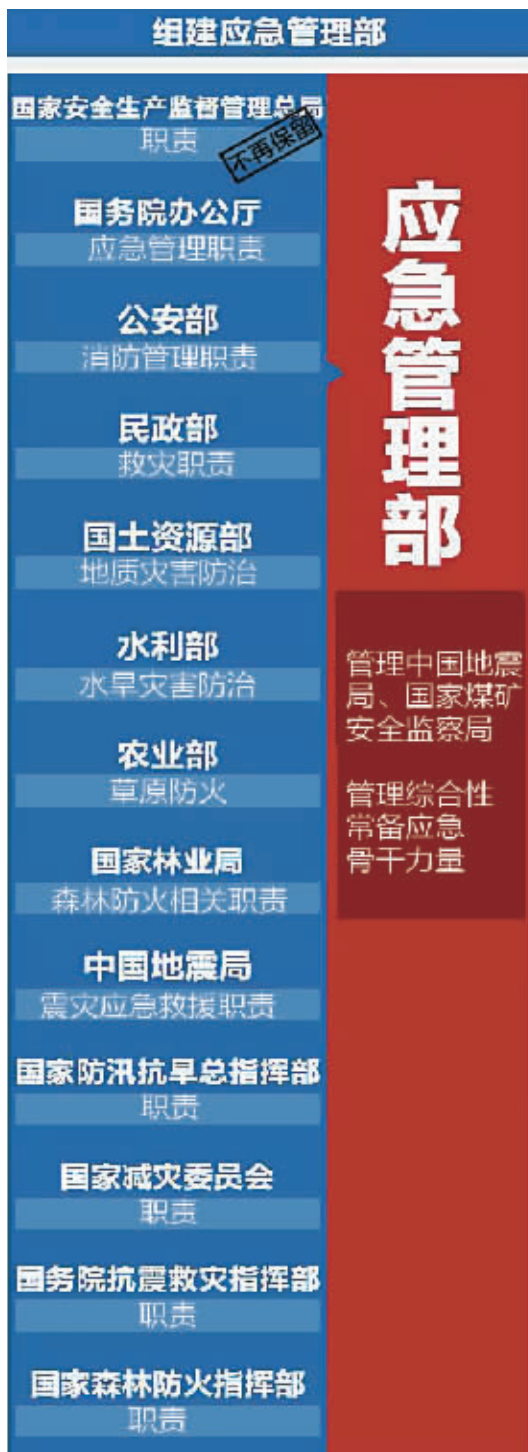 组建应急管理部
国家安全生产监督管理总局
职责
不再保留
国务院办公厅
应急管理职责
公安部
消防管理职责
民政部
救灾职责
国土资源部
地质灾害防治
水利部
水旱灾害防治
农业部
草原防火
国家林业局
森林防火相关职责
中国地震局
震灾应急救援职责
国家防汛抗旱总指挥部
职责
国家减灾委员会
职责
国务院抗震救灾指挥部
职责
国家森林防火指挥部
职责
应急管理部
管理中国地震
局、国家煤矿
安全监察局
管理综合性
常备应急
骨干力量